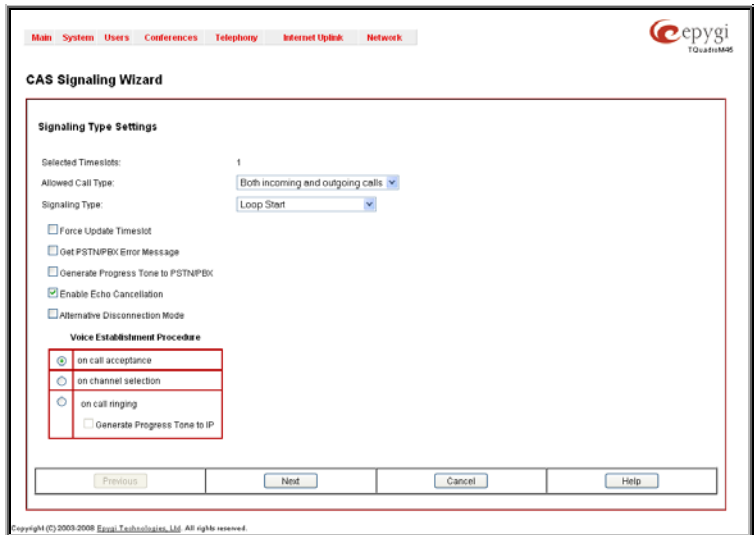 Main System Users Conferences Telephony Internet Uplink Network
epygi
TQuadroM46
CAS Signaling Wizard
Signaling Type Settings
Selected Timeslots: 1
Allowed Call Type: Both incoming and outgoing calls
Signaling Type: Loop Start
Force Update Timeslot
Get PSTN/PBX Error Message
Generate Progress Tone to PSTN/PBX
Enable Echo Cancellation
Alternative Disconnection Mode
Voice Establishment Procedure
on call acceptance
on channel selection
on call ringing
Generate Progress Tone to IP
Previous Next Cancel Help
Copyright (C) 2003-2008 Epygi Technologies, Ltd. All rights reserved.